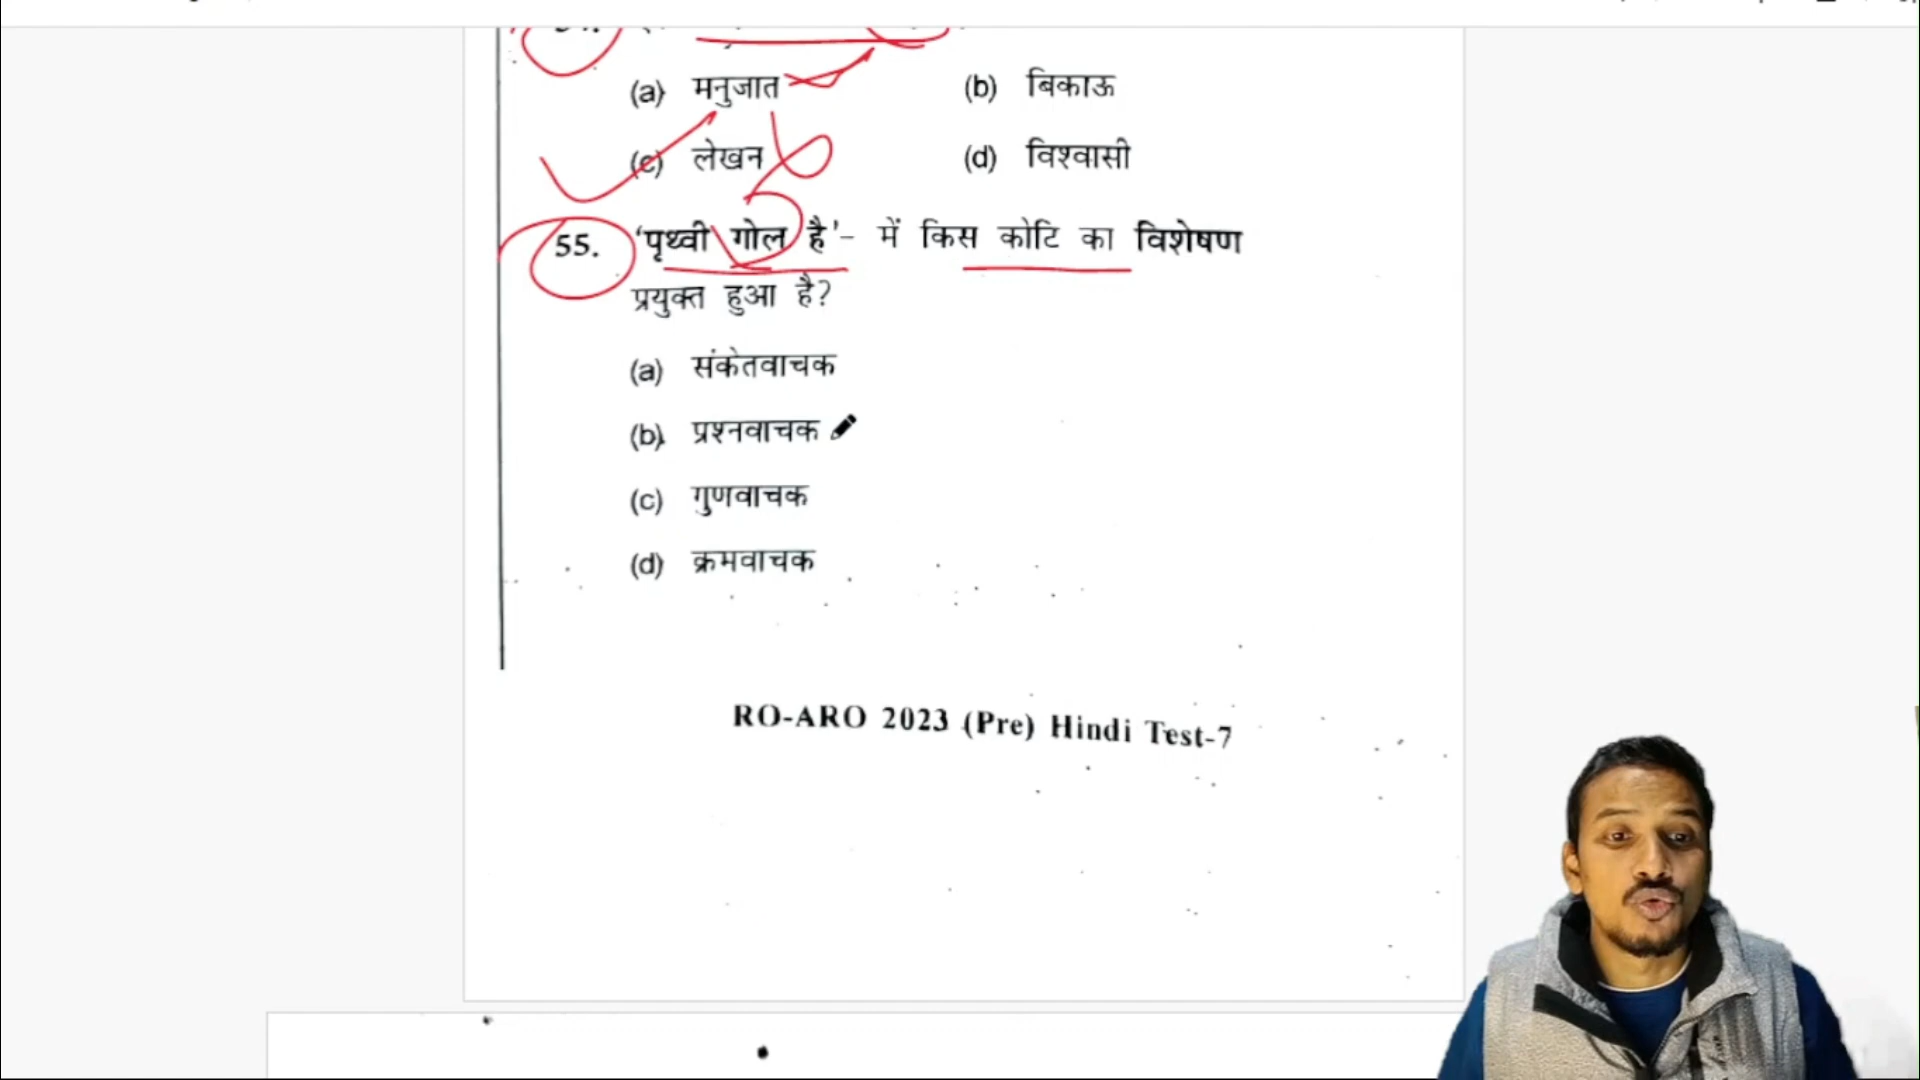 (a) मनुजात (b) बिकाऊ
(c) लेखन (d) विश्वासी
55. 'पृथ्वी गोल है'– में किस कोटि का विशेषण
प्रयुक्त हुआ है?
(a) संकेतवाचक
(b) प्रश्नवाचक
(c) गुणवाचक
(d) क्रमवाचक
RO-ARO 2023 (Pre) Hindi Test-7